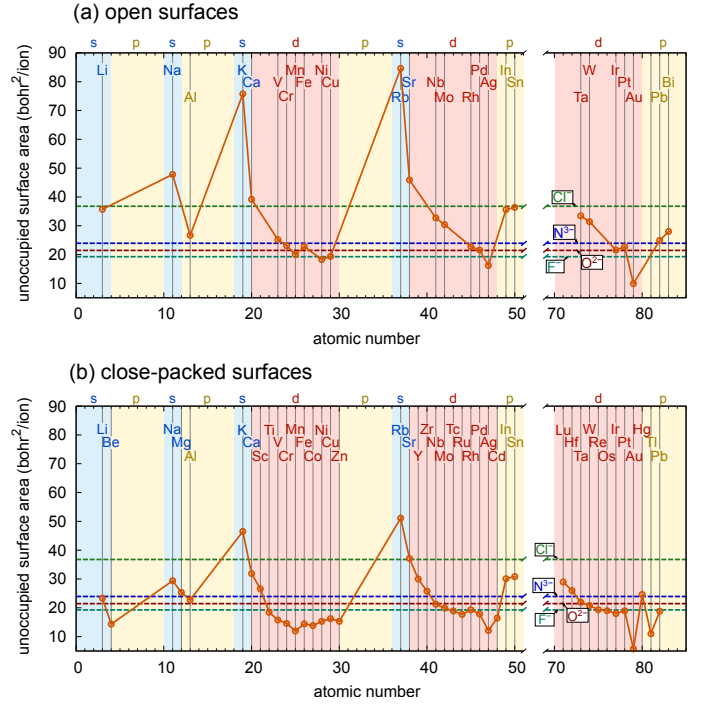 (a) open surfaces
s p s p s d p s d p d p
90
80
70
60
50
40
30
20
10
unoccupied surface area (bohr²/ion)
Li Na K Mn Ni Pd In W Ir Bi
Ca V Fe Cu Sr Nb Ag Sn Pt
Al Cr Rb Mo Rh Ta Au Pb
Cl⁻
N³⁻
O²⁻
F⁻
0 10 20 30 40 50 70 80
atomic number
(b) close-packed surfaces
s p s p s d p s d p d p
90
80
70
60
50
40
30
20
10
unoccupied surface area (bohr²/ion)
Li Na K Ti Mn Ni Rb Zr Tc Pd In Lu W Ir Hg
Be Mg Ca V Fe Cu Sr Nb Ru Ag Sn Hf Re Pt Tl
Al Sc Cr Co Zn Y Mo Rh Cd Ta Os Au Pb
Cl⁻
N³⁻
O²⁻
F⁻
0 10 20 30 40 50 70 80
atomic number